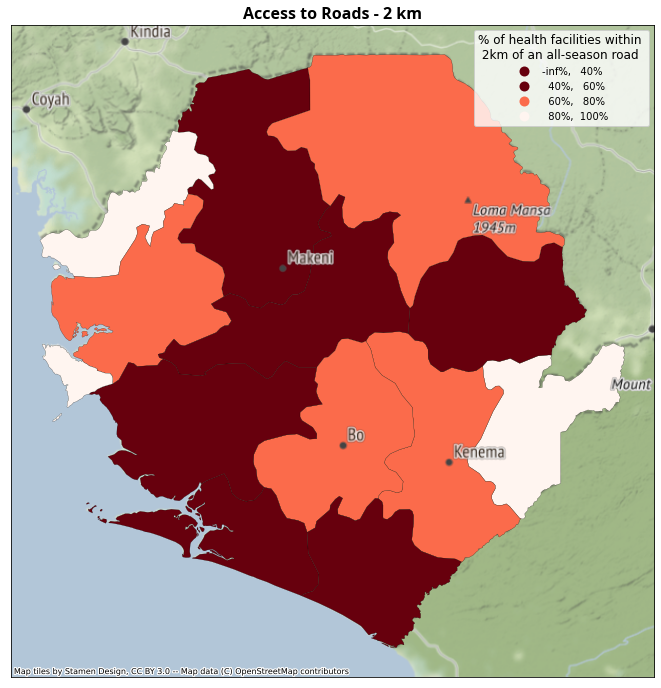 Access to Roads - 2 km
Kindia
% of health facilities within
2km of an all-season road
-inf%, 40%
40%, 60%
60%, 80%
80%, 100%
Coyah
Loma Mansa
1945m
Makeni
Mount
Bo
Kenema
Map tiles by Stamen Design, CC BY 3.0 -- Map data (C) OpenStreetMap contributors